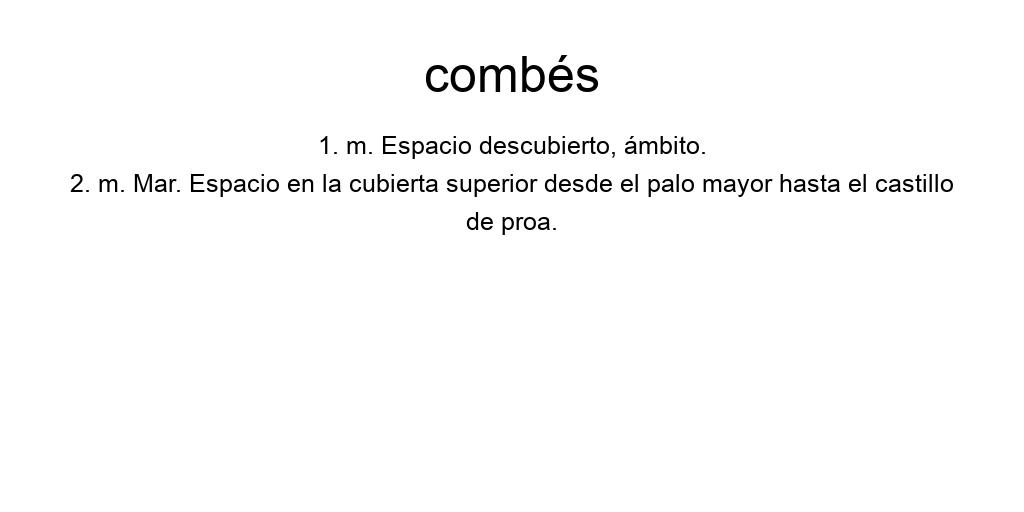 combés
1. m. Espacio descubierto, ámbito.
2. m. Mar. Espacio en la cubierta superior desde el palo mayor hasta el castillo
de proa.